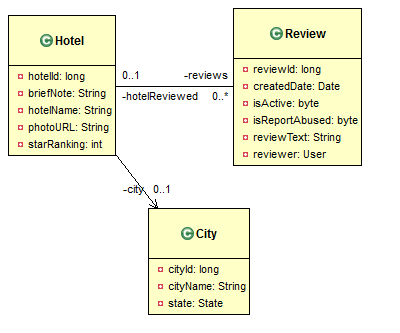 C Hotel
hotelId: long
briefNote: String
hotelName: String
photoURL: String
starRanking: int
0..1 -reviews
-hotelReviewed 0..*
C Review
reviewId: long
createdDate: Date
isActive: byte
isReportAbused: byte
reviewText: String
reviewer: User
-city 0..1
C City
cityId: long
cityName: String
state: State